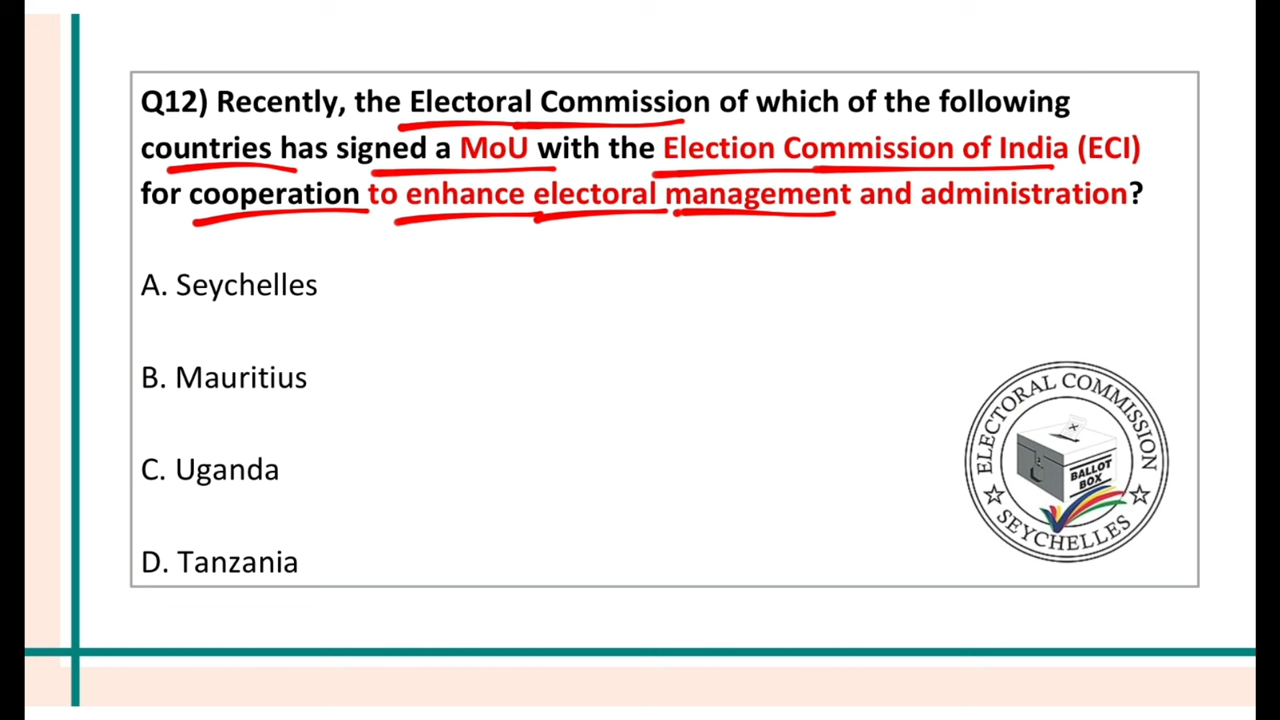 Q12) Recently, the Electoral Commission of which of the following
countries has signed a MoU with the Election Commission of India (ECI)
for cooperation to enhance electoral management and administration?
A. Seychelles
B. Mauritius
C. Uganda
D. Tanzania
ELECTORAL COMMISSION
BALLOT
BOX
SEYCHELLES